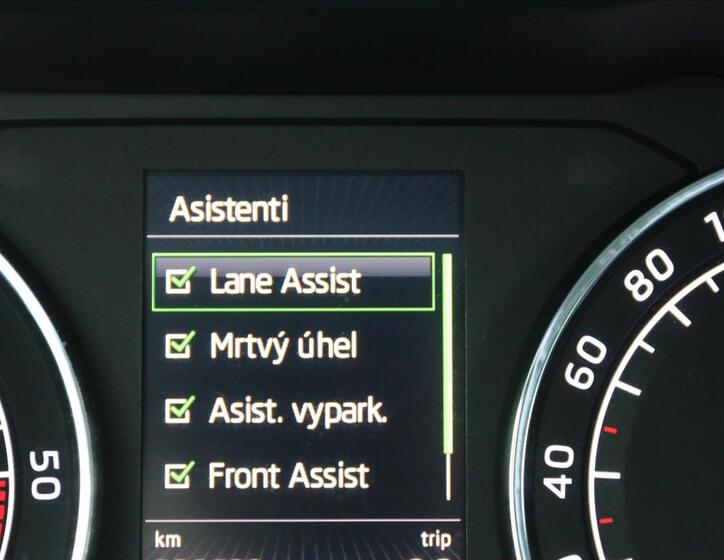 Asistenti
Lane Assist
Mrtvý úhel
Asist. vypark.
Front Assist
km trip
50
80
60
40